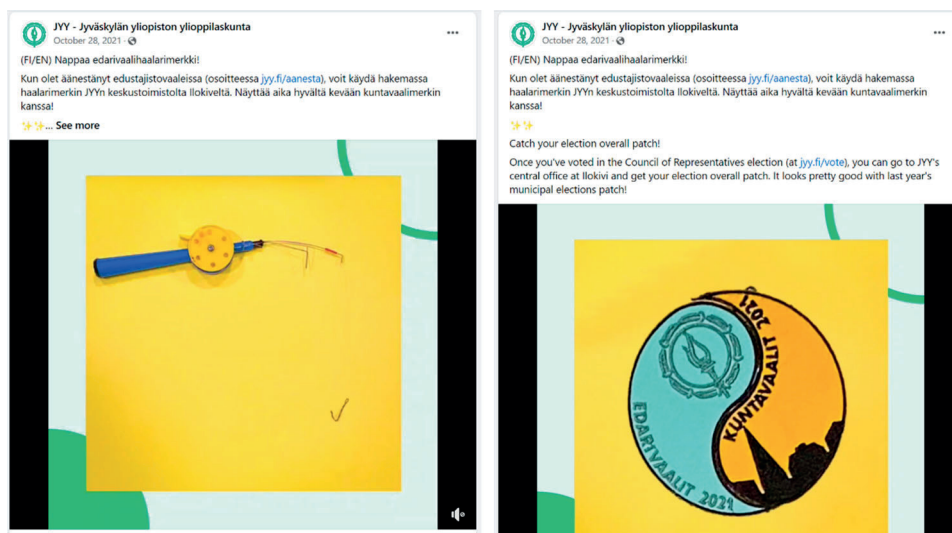 JYY - Jyväskylän yliopiston ylioppilaskunta
October 28, 2021 ·
(FI/EN) Nappaa edarivaalihaalarimerkki!
Kun olet äänestänyt edustajistovaaleissa (osoitteessa jyy.fi/aanesta), voit käydä hakemassa
haalarimerkin JYYn keskustoimistolta Ilokiveltä. Näyttää aika hyvältä kevään kuntavaalimerkin
kanssa!
✨✨... See more
JYY - Jyväskylän yliopiston ylioppilaskunta
October 28, 2021 ·
(FI/EN) Nappaa edarivaalihaalarimerkki!
Kun olet äänestänyt edustajistovaaleissa (osoitteessa jyy.fi/aanesta), voit käydä hakemassa
haalarimerkin JYYn keskustoimistolta Ilokiveltä. Näyttää aika hyvältä kevään kuntavaalimerkin
kanssa!
✨✨
Catch your election overall patch!
Once you've voted in the Council of Representatives election (at jyy.fi/vote), you can go to JYY's
central office at Ilokivi and get your election overall patch. It looks pretty good with last year's
municipal elections patch!
KUNTAVAALIT 2021
EDARIVAALIT 2021